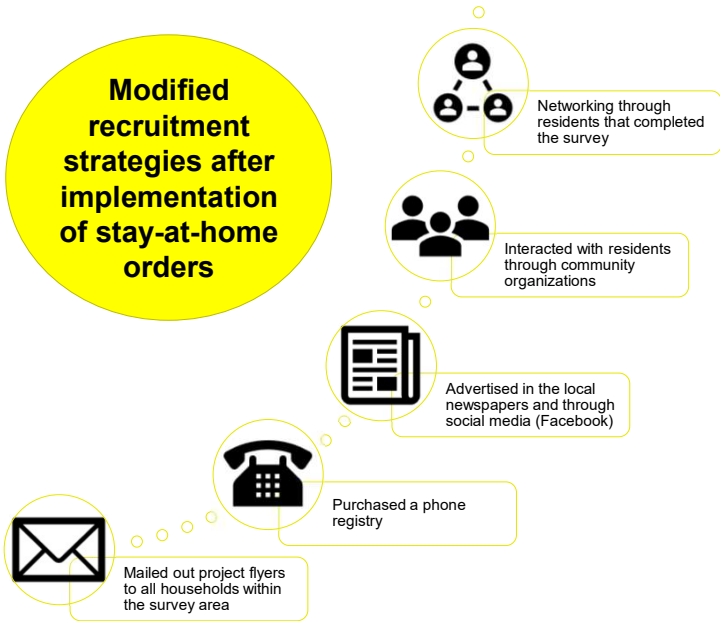 Modified
recruitment
strategies after
implementation
of stay-at-home
orders
Networking through
residents that completed
the survey
Interacted with residents
through community
organizations
Advertised in the local
newspapers and through
social media (Facebook)
Purchased a phone
registry
Mailed out project flyers
to all households within
the survey area